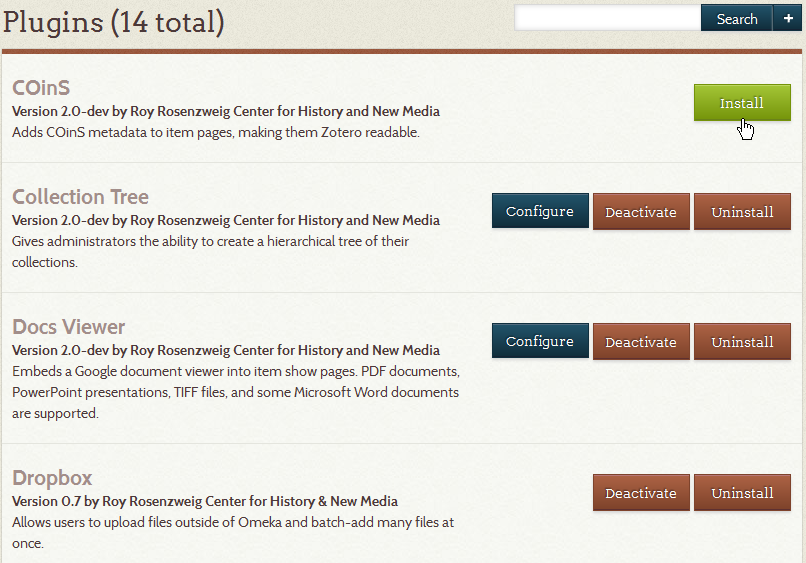 Plugins (14 total)
Search +
COinS
Version 2.0-dev by Roy Rosenzweig Center for History and New Media
Adds COinS metadata to item pages, making them Zotero readable.
Install
Collection Tree
Version 2.0-dev by Roy Rosenzweig Center for History and New Media
Gives administrators the ability to create a hierarchical tree of their
collections.
Configure Deactivate Uninstall
Docs Viewer
Version 2.0-dev by Roy Rosenzweig Center for History and New Media
Embeds a Google document viewer into item show pages. PDF documents,
PowerPoint presentations, TIFF files, and some Microsoft Word documents
are supported.
Configure Deactivate Uninstall
Dropbox
Version 0.7 by Roy Rosenzweig Center for History & New Media
Allows users to upload files outside of Omeka and batch-add many files at
once.
Deactivate Uninstall